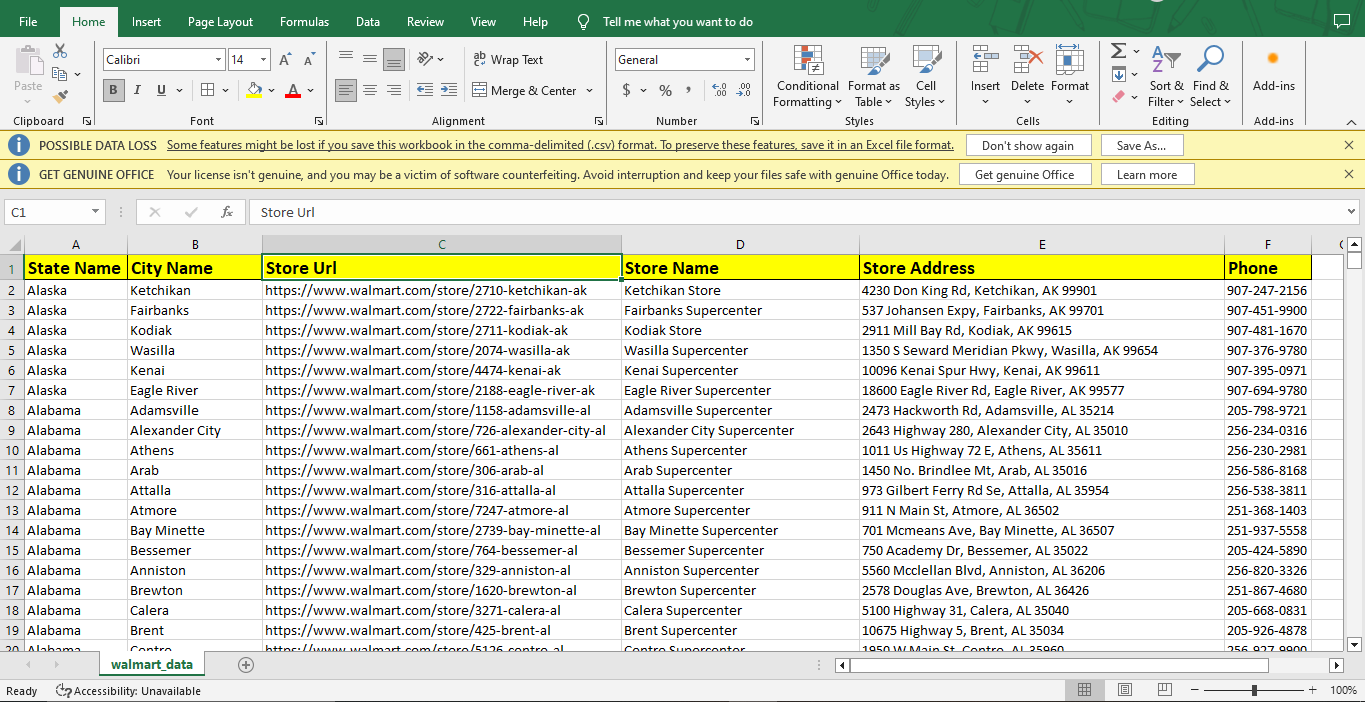 File Home Insert Page Layout Formulas Data Review View Help Tell me what you want to do
Calibri 14 Wrap Text General
Paste B I U Merge & Center $ % , Conditional Formatting Format as Table Cell Styles Insert Delete Format Sort & Filter Find & Select Add-ins
Clipboard Font Alignment Number Styles Cells Editing Add-ins
POSSIBLE DATA LOSS Some features might be lost if you save this workbook in the comma-delimited (.csv) format. To preserve these features, save it in an Excel file format. Don't show again Save As...
GET GENUINE OFFICE Your license isn't genuine, and you may be a victim of software counterfeiting. Avoid interruption and keep your files safe with genuine Office today. Get genuine Office Learn more
C1 fx Store Url
A B C D E F
1 State Name City Name Store Url Store Name Store Address Phone
2 Alaska Ketchikan https://www.walmart.com/store/2710-ketchikan-ak Ketchikan Store 4230 Don King Rd, Ketchikan, AK 99901 907-247-2156
3 Alaska Fairbanks https://www.walmart.com/store/2722-fairbanks-ak Fairbanks Supercenter 537 Johansen Expy, Fairbanks, AK 99701 907-451-9900
4 Alaska Kodiak https://www.walmart.com/store/2711-kodiak-ak Kodiak Store 2911 Mill Bay Rd, Kodiak, AK 99615 907-481-1670
5 Alaska Wasilla https://www.walmart.com/store/2074-wasilla-ak Wasilla Supercenter 1350 S Seward Meridian Pkwy, Wasilla, AK 99654 907-376-9780
6 Alaska Kenai https://www.walmart.com/store/4474-kenai-ak Kenai Supercenter 10096 Kenai Spur Hwy, Kenai, AK 99611 907-395-0971
7 Alaska Eagle River https://www.walmart.com/store/2188-eagle-river-ak Eagle River Supercenter 18600 Eagle River Rd, Eagle River, AK 99577 907-694-9780
8 Alabama Adamsville https://www.walmart.com/store/1158-adamsville-al Adamsville Supercenter 2473 Hackworth Rd, Adamsville, AL 35214 205-798-9721
9 Alabama Alexander City https://www.walmart.com/store/726-alexander-city-al Alexander City Supercenter 2643 Highway 280, Alexander City, AL 35010 256-234-0316
10 Alabama Athens https://www.walmart.com/store/661-athens-al Athens Supercenter 1011 Us Highway 72 E, Athens, AL 35611 256-230-2981
11 Alabama Arab https://www.walmart.com/store/306-arab-al Arab Supercenter 1450 No. Brindlee Mt, Arab, AL 35016 256-586-8168
12 Alabama Attalla https://www.walmart.com/store/316-attalla-al Attalla Supercenter 973 Gilbert Ferry Rd Se, Attalla, AL 35954 256-538-3811
13 Alabama Atmore https://www.walmart.com/store/7247-atmore-al Atmore Supercenter 911 N Main St, Atmore, AL 36502 251-368-1403
14 Alabama Bay Minette https://www.walmart.com/store/2739-bay-minette-al Bay Minette Supercenter 701 Mcmeans Ave, Bay Minette, AL 36507 251-937-5558
15 Alabama Bessemer https://www.walmart.com/store/764-bessemer-al Bessemer Supercenter 750 Academy Dr, Bessemer, AL 35022 205-424-5890
16 Alabama Anniston https://www.walmart.com/store/329-anniston-al Anniston Supercenter 5560 Mcclellan Blvd, Anniston, AL 36206 256-820-3326
17 Alabama Brewton https://www.walmart.com/store/1620-brewton-al Brewton Supercenter 2578 Douglas Ave, Brewton, AL 36426 251-867-4680
18 Alabama Calera https://www.walmart.com/store/3271-calera-al Calera Supercenter 5100 Highway 31, Calera, AL 35040 205-668-0831
19 Alabama Brent https://www.walmart.com/store/425-brent-al Brent Supercenter 10675 Highway 5, Brent, AL 35034 205-926-4878
20 Alabama Centre https://www.walmart.com/store/5126-centre-al Centre Supercenter 1950 W Main St, Centre, AL 35960 256-927-9900
walmart_data
Ready Accessibility: Unavailable 100%